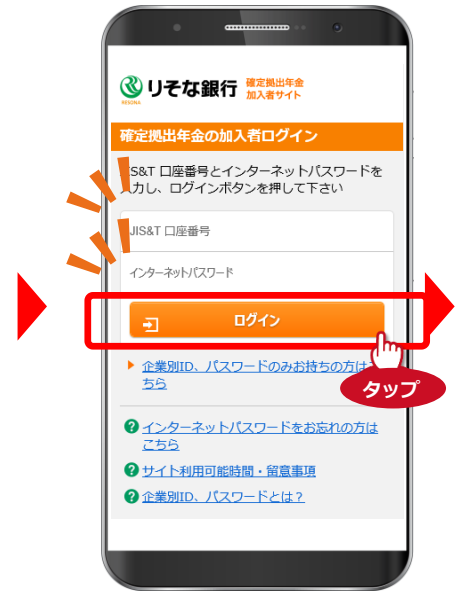 りそな銀行
RESONA
確定拠出年金
加入者サイト
確定拠出年金の加入者ログイン
JIS&T 口座番号とインターネットパスワードを
入力し、ログインボタンを押して下さい
JIS&T 口座番号
インターネットパスワード
ログイン
企業別ID、パスワードのみお持ちの方はこ
ちら
タップ
インターネットパスワードをお忘れの方は
こちら
サイト利用可能時間・留意事項
企業別ID、パスワードとは？